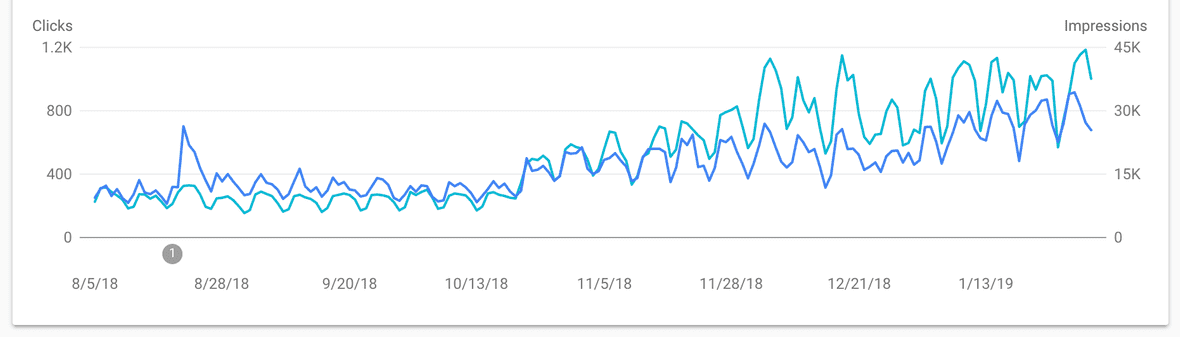 Clicks Impressions
1.2K 45K
800 30K
400 15K
0 0
1
8/5/18 8/28/18 9/20/18 10/13/18 11/5/18 11/28/18 12/21/18 1/13/19